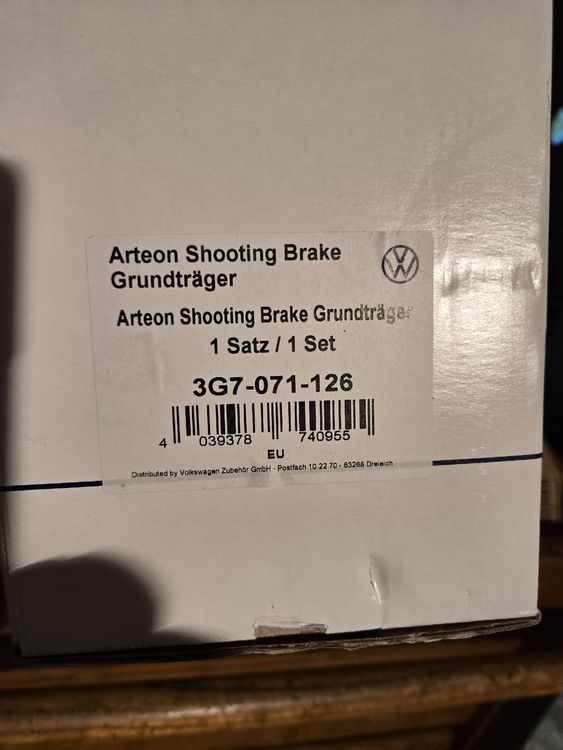 Arteon Shooting Brake
Grundträger
Arteon Shooting Brake Grundträger
1 Satz / 1 Set
3G7-071-126
4 039378 740955
EU
Distributed by Volkswagen Zubehör GmbH - Postfach 10 22 70 - 63268 Dreieich